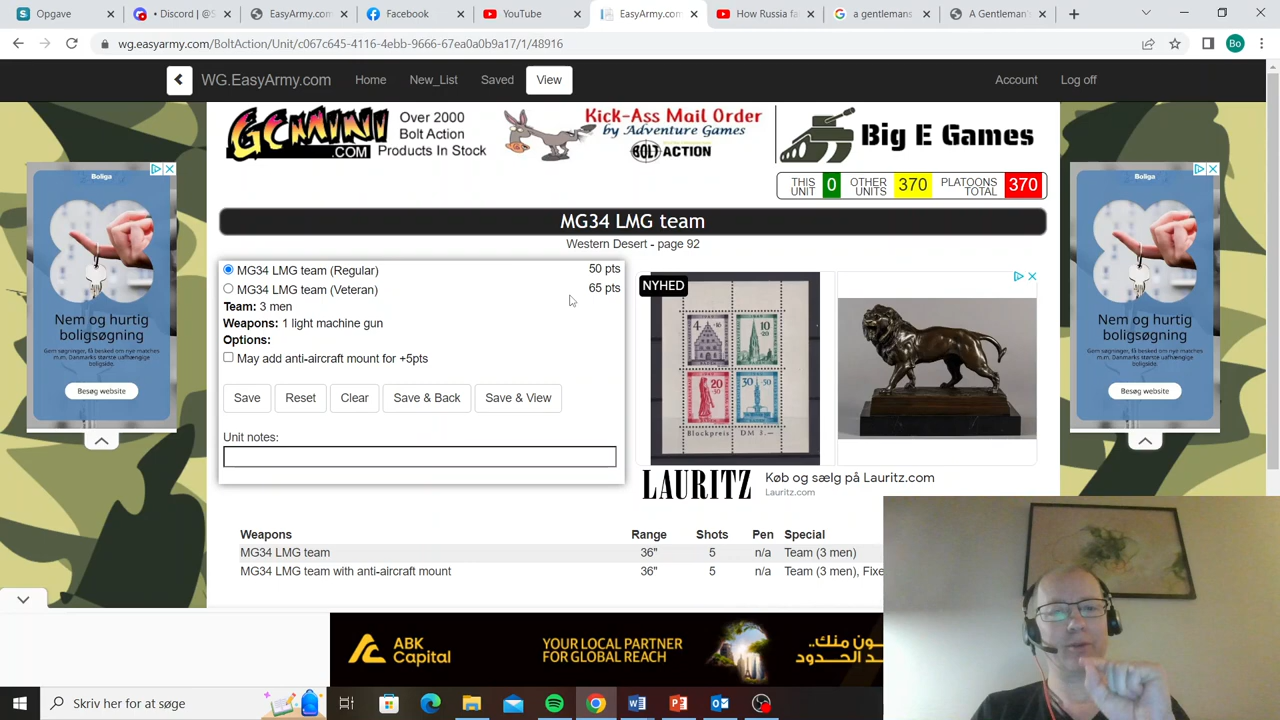 Opgave
• Discord | @S
EasyArmy.com
Facebook
YouTube
EasyArmy.com
How Russia fa
a gentlemans
A Gentleman's
wg.easyarmy.com/BoltAction/Unit/c067c645-4116-4ebb-9666-67ea0a0b9a17/1/48916
Bo
WG.EasyArmy.com Home New_List Saved View Account Log off
GEMINI.COM
Over 2000
Bolt Action
Products In Stock
Kick-Ass Mail Order
by Adventure Games
BOLT ACTION
Big E Games
THIS UNIT 0 OTHER UNITS 370 PLATOONS TOTAL 370
MG34 LMG team
Western Desert - page 92
MG34 LMG team (Regular) 50 pts
MG34 LMG team (Veteran) 65 pts
Team: 3 men
Weapons: 1 light machine gun
Options:
May add anti-aircraft mount for +5pts
Save Reset Clear Save & Back Save & View
Unit notes:
Boliga
Nem og hurtig
boligsøgning
Besøg website
NYHED
Blockpreis DM 3.—
LAURITZ
Køb og sælg på Lauritz.com
Lauritz.com
Boliga
Nem og hurtig
boligsøgning
Besøg website
Weapons Range Shots Pen Special
MG34 LMG team 36" 5 n/a Team (3 men)
MG34 LMG team with anti-aircraft mount 36" 5 n/a Team (3 men), Fixe
ABK
Capital
YOUR LOCAL PARTNER
FOR GLOBAL REACH
Skriv her for at søge